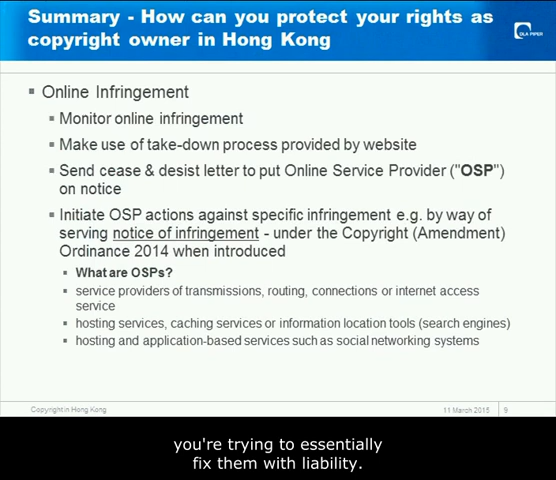 Summary - How can you protect your rights as
copyright owner in Hong Kong
DLA PIPER
▪ Online Infringement
▪ Monitor online infringement
▪ Make use of take-down process provided by website
▪ Send cease & desist letter to put Online Service Provider ("OSP")
on notice
▪ Initiate OSP actions against specific infringement e.g. by way of
serving notice of infringement - under the Copyright (Amendment)
Ordinance 2014 when introduced
▪ What are OSPs?
▪ service providers of transmissions, routing, connections or internet access
service
▪ hosting services, caching services or information location tools (search engines)
▪ hosting and application-based services such as social networking systems
Copyright in Hong Kong
11 March 2015
9
you're trying to essentially
fix them with liability.